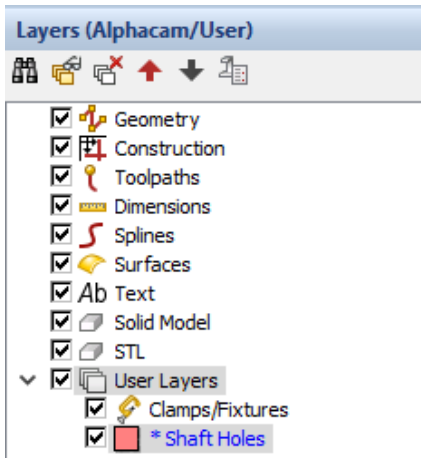 Layers (Alphacam/User)
Geometry
Construction
Toolpaths
Dimensions
Splines
Surfaces
Ab Text
Solid Model
STL
User Layers
Clamps/Fixtures
* Shaft Holes